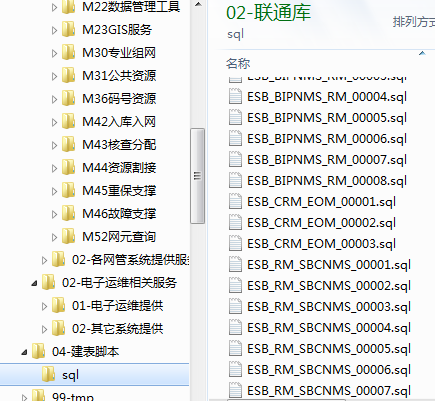 M22数据管理工具
M23GIS服务
M30专业组网
M31公共资源
M36码号资源
M42入库入网
M43核查分配
M44资源割接
M45重保支撑
M46故障支撑
M52网元查询
02-各网管系统提供服
02-电子运维相关服务
01-电子运维提供
02-其它系统提供
04-建表脚本
sql
99-tmp
02-联通库
sql
排列方式
名称
ESB_BIPNMS_RM_00003.sql
ESB_BIPNMS_RM_00004.sql
ESB_BIPNMS_RM_00005.sql
ESB_BIPNMS_RM_00006.sql
ESB_BIPNMS_RM_00007.sql
ESB_BIPNMS_RM_00008.sql
ESB_CRM_EOM_00001.sql
ESB_CRM_EOM_00002.sql
ESB_CRM_EOM_00003.sql
ESB_RM_SBCNMS_00001.sql
ESB_RM_SBCNMS_00002.sql
ESB_RM_SBCNMS_00003.sql
ESB_RM_SBCNMS_00004.sql
ESB_RM_SBCNMS_00005.sql
ESB_RM_SBCNMS_00006.sql
ESB_RM_SBCNMS_00007.sql